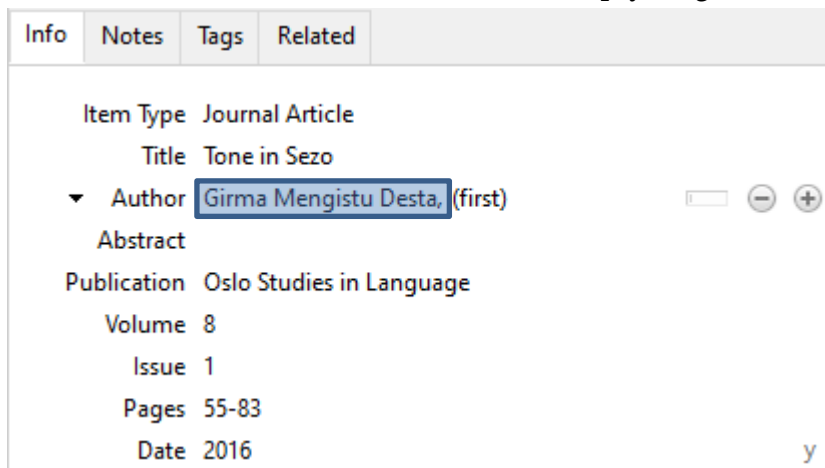 Info Notes Tags Related
Item Type Journal Article
Title Tone in Sezo
Author Girma Mengistu Desta, (first)
Abstract
Publication Oslo Studies in Language
Volume 8
Issue 1
Pages 55-83
Date 2016 y